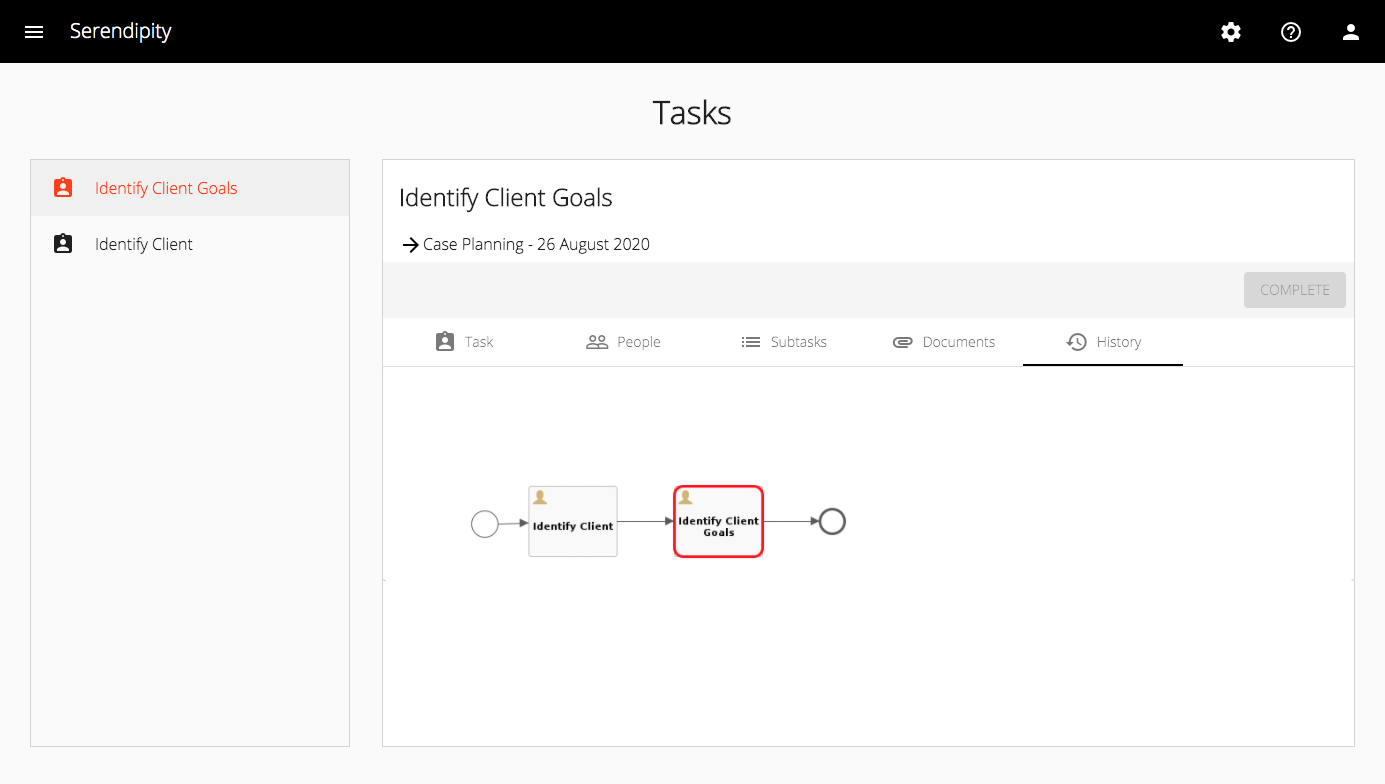 Serendipity
Tasks
Identify Client Goals
Identify Client
Identify Client Goals
Case Planning - 26 August 2020
COMPLETE
Task
People
Subtasks
Documents
History
Identify Client
Identify Client
Goals